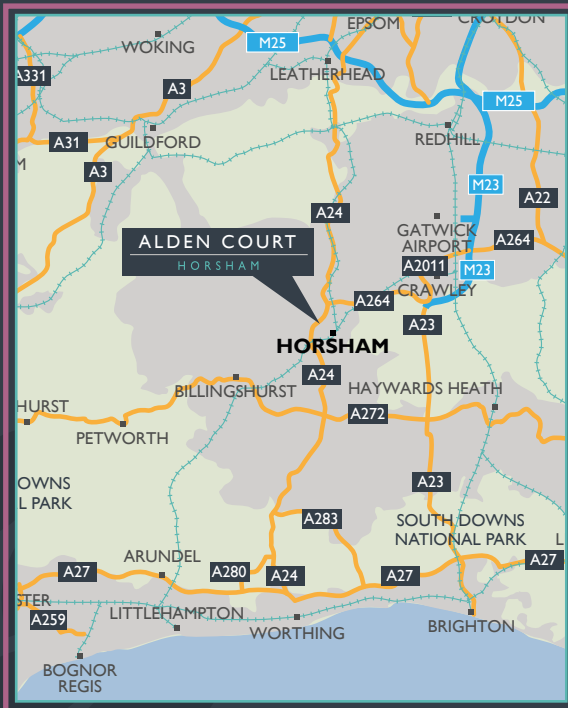 EPSOM
CROYDON
WOKING
M25
LEATHERHEAD
A331
A3
M25
A31
GUILDFORD
REDHILL
M
A3
M23
A22
A24
GATWICK
AIRPORT
A264
ALDEN COURT
HORSHAM
A2011
M23
CRAWLEY
A264
A23
HORSHAM
A24
BILLINGSHURST
HAYWARDS HEATH
HURST
A272
PETWORTH
OWNS
L PARK
A23
A283
SOUTH DOWNS
NATIONAL PARK
L
A27
ARUNDEL
A27
A280
A24
A27
STER
A259
LITTLEHAMPTON
WORTHING
BRIGHTON
BOGNOR
REGIS